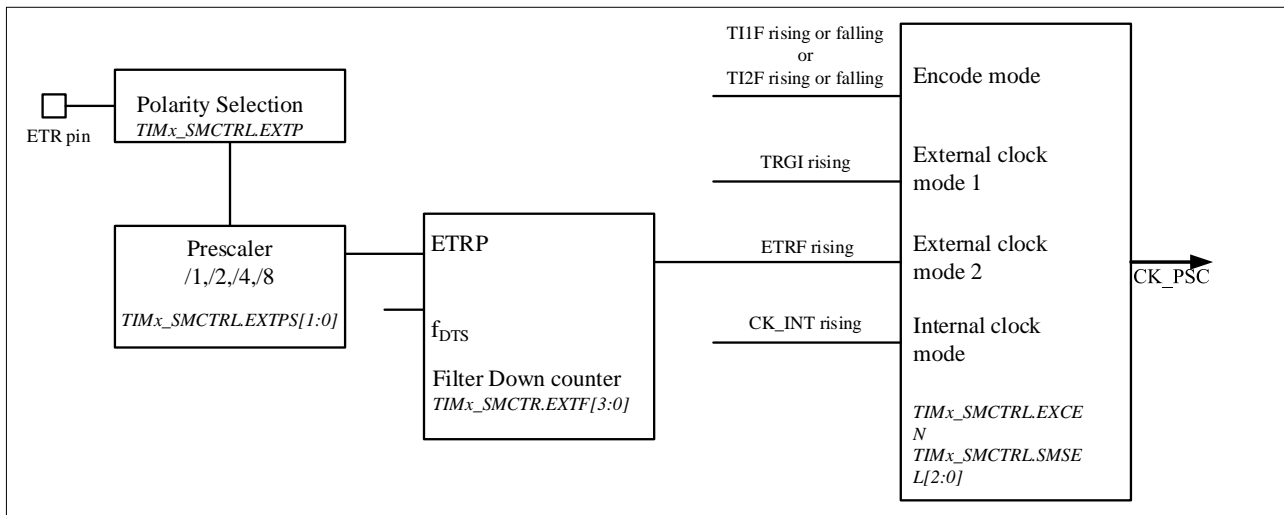 ETR pin
Polarity Selection
TIMx_SMCTRL.EXTP
Prescaler
/1,/2,/4,/8
TIMx_SMCTRL.EXTPS[1:0]
ETRP
fDTS
Filter Down counter
TIMx_SMCTR.EXTF[3:0]
TI1F rising or falling
or
TI2F rising or falling
TRGI rising
ETRF rising
CK_INT rising
Encode mode
External clock
mode 1
External clock
mode 2
Internal clock
mode
TIMx_SMCTRL.EXCE
N
TIMx_SMCTRL.SMSE
L[2:0]
CK_PSC